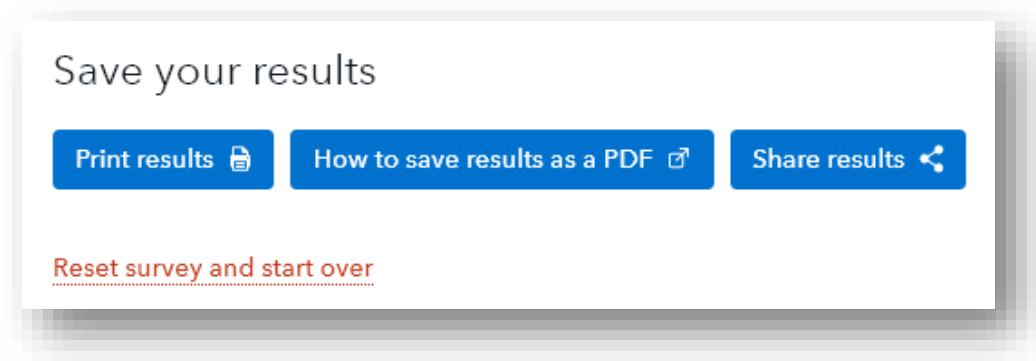 Save your results
Print results How to save results as a PDF Share results
Reset survey and start over